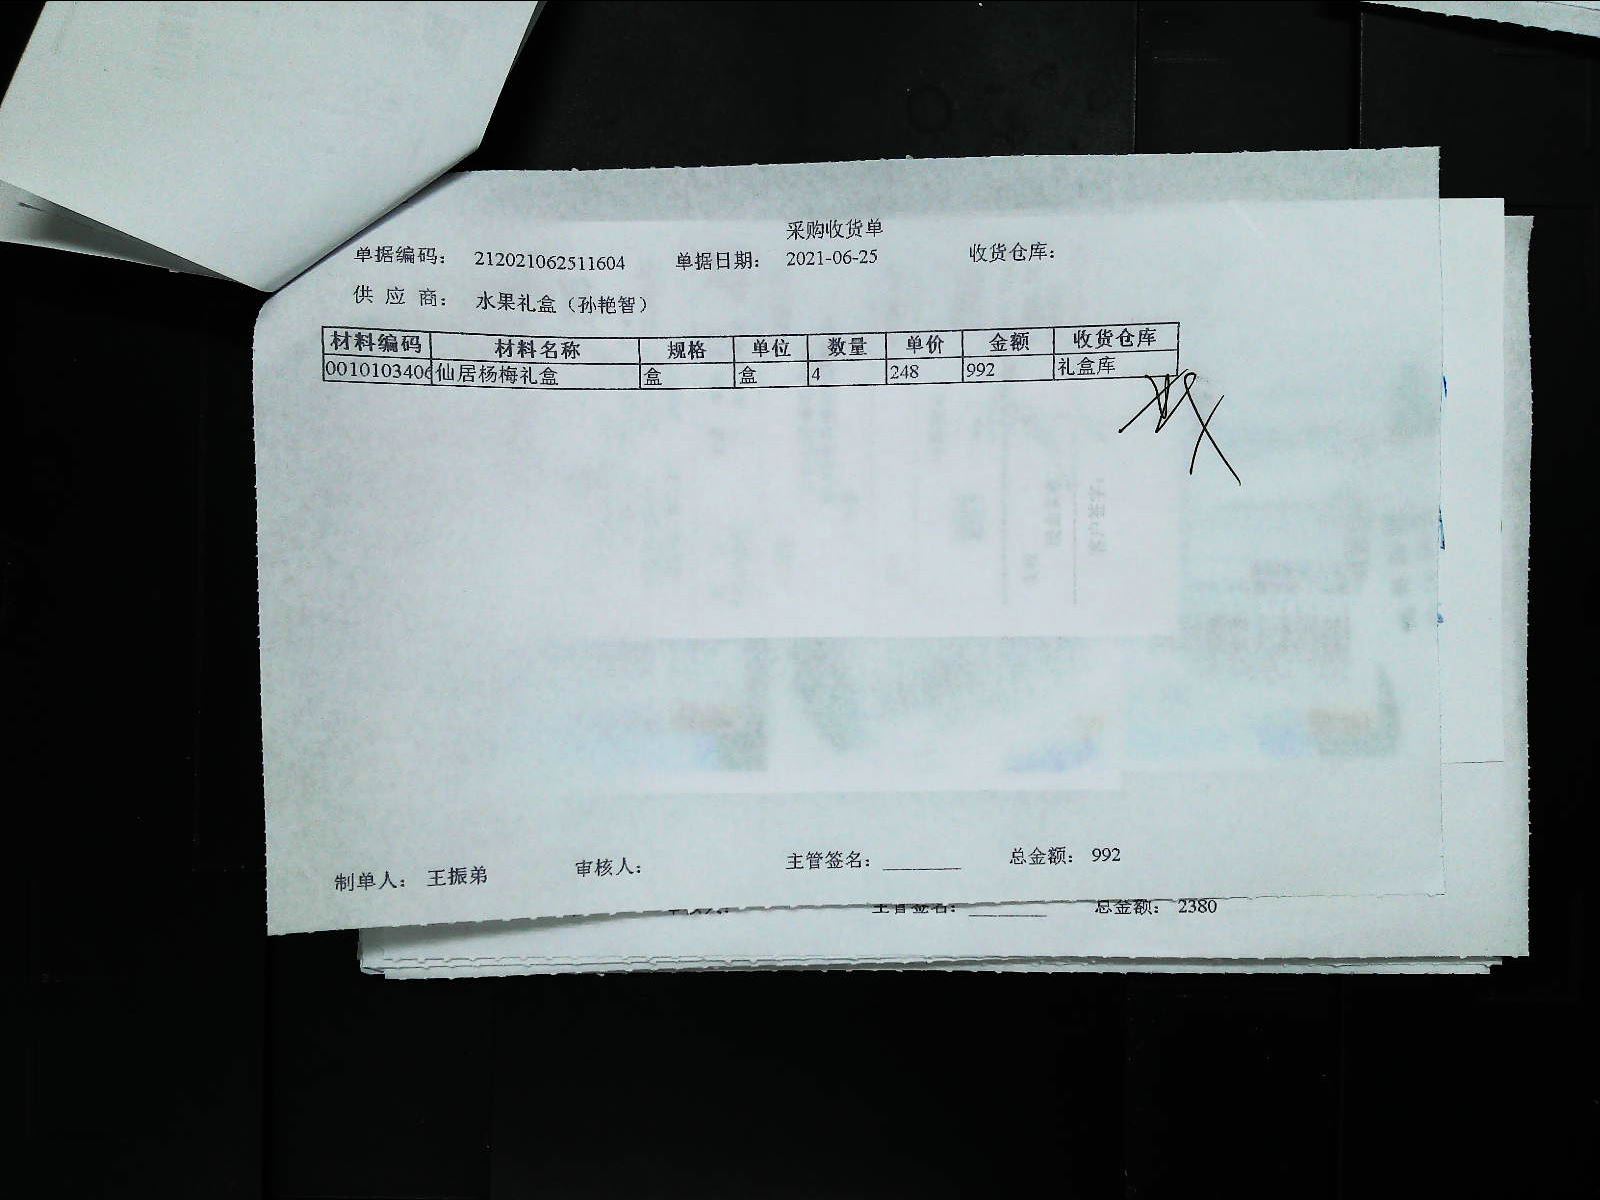 采购收货单
单据编码： 212021062511604 单据日期： 2021-06-25 收货仓库：
供 应 商： 水果礼盒（孙艳智）
材料编码 材料名称 规格 单位 数量 单价 金额 收货仓库
0010103406 仙居杨梅礼盒 盒 盒 4 248 992 礼盒库
制单人： 王振弟 审核人： 主管签名： 总金额： 992
主管签名： 总金额： 2380